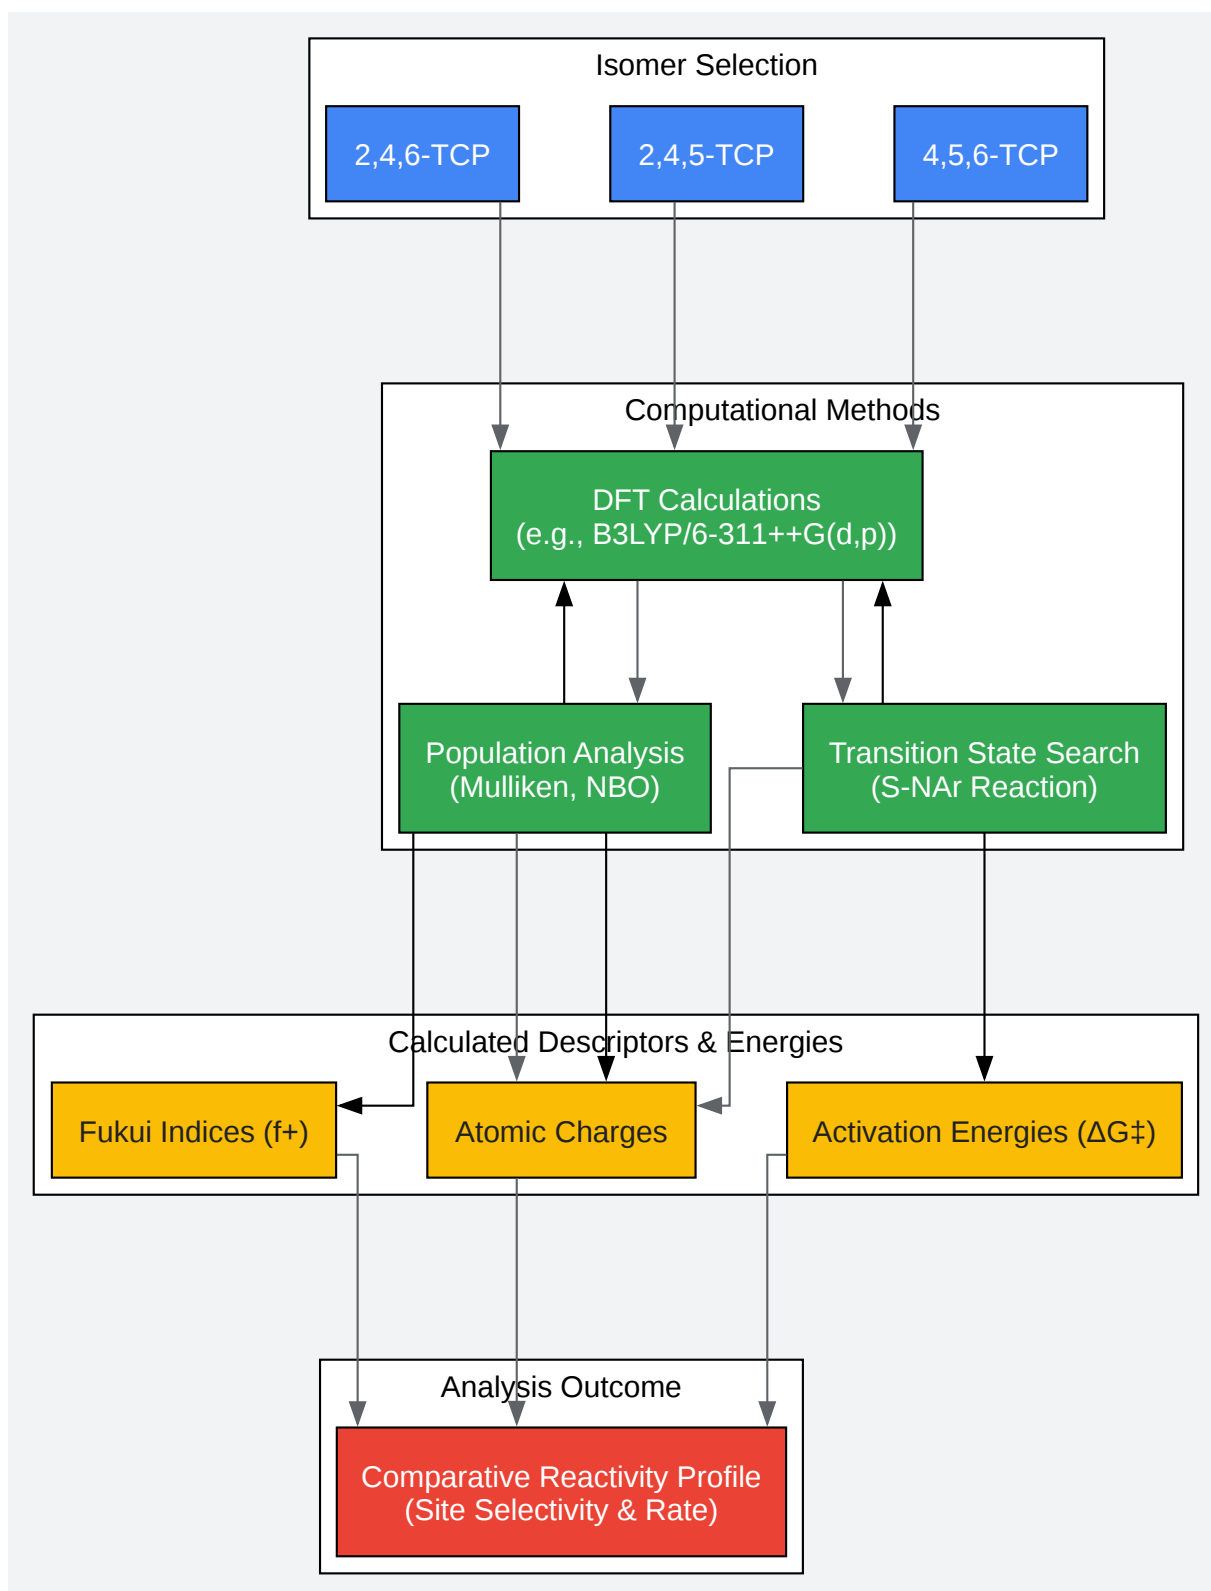 Isomer Selection
2,4,6-TCP
2,4,5-TCP
4,5,6-TCP
Computational Methods
DFT Calculations
(e.g., B3LYP/6-311++G(d,p))
Population Analysis
(Mulliken, NBO)
Transition State Search
(S-NAr Reaction)
Calculated Descriptors & Energies
Fukui Indices (f+)
Atomic Charges
Activation Energies (ΔG‡)
Analysis Outcome
Comparative Reactivity Profile
(Site Selectivity & Rate)